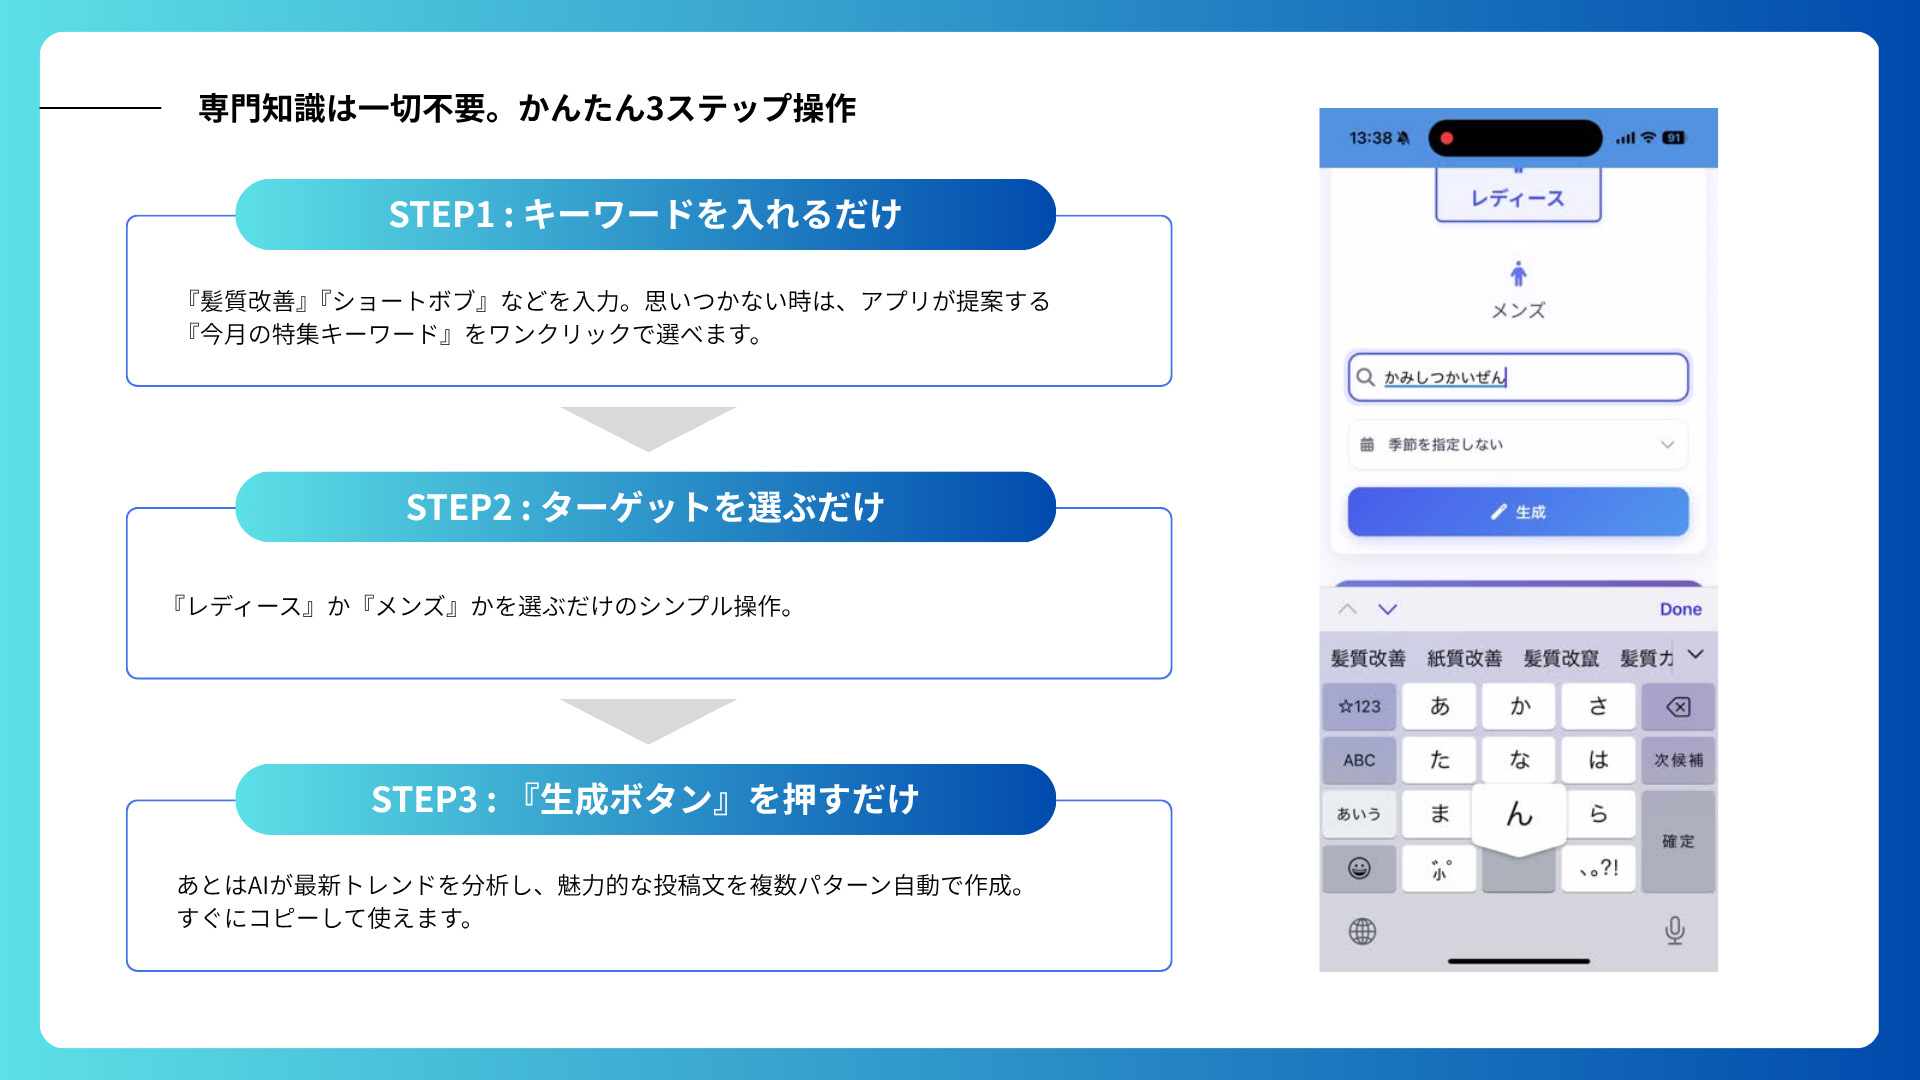 専門知識は一切不要。かんたん3ステップ操作
STEP1 : キーワードを入れるだけ
『髪質改善』『ショートボブ』などを入力。思いつかない時は、アプリが提案する
『今月の特集キーワード』をワンクリックで選べます。
STEP2 : ターゲットを選ぶだけ
『レディース』か『メンズ』かを選ぶだけのシンプル操作。
STEP3 : 『生成ボタン』を押すだけ
あとはAIが最新トレンドを分析し、魅力的な投稿文を複数パターン自動で作成。
すぐにコピーして使えます。
13:38 91
レディース
メンズ
かみしつかいぜん
季節を指定しない
生成
Done
髪質改善 紙質改善 髪質改竄 髪質カ
☆123 あ か さ
ABC た な は 次候補
あいう ま ん ら 確定
゛゜小 、。?!